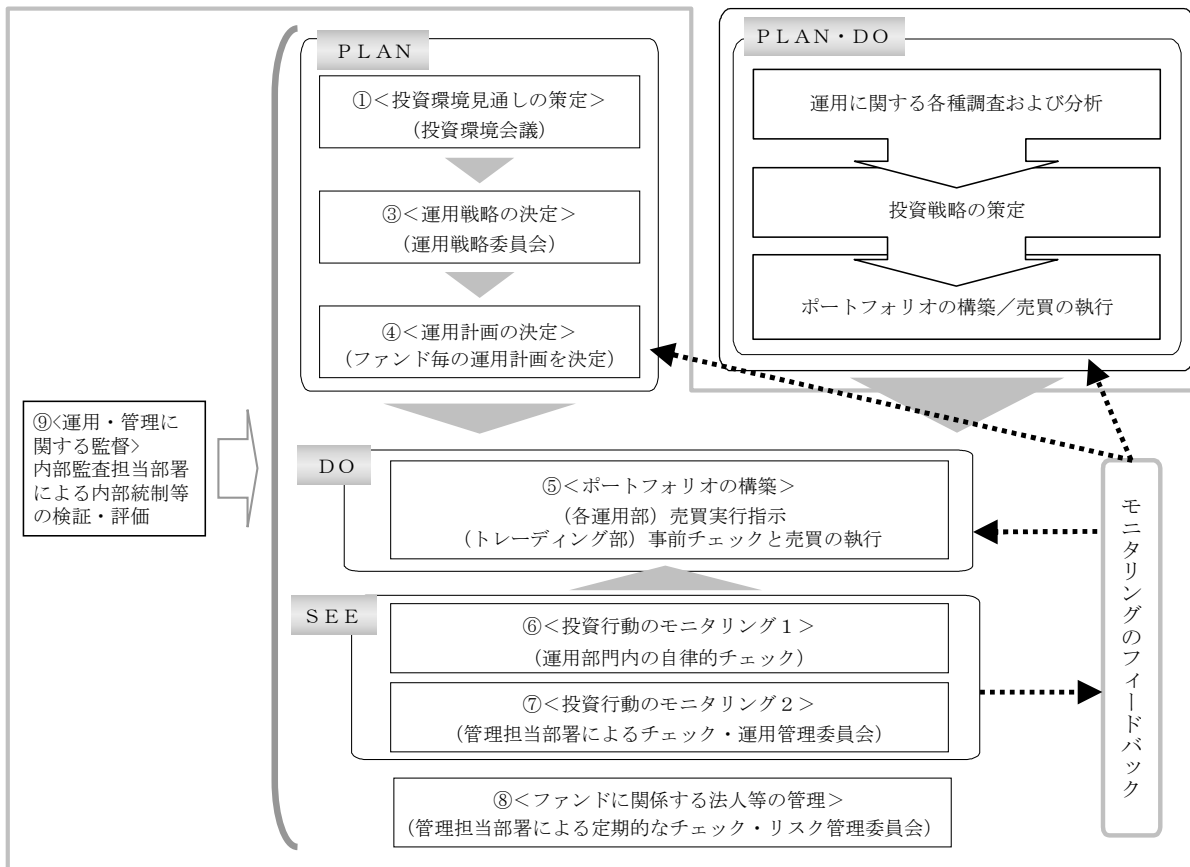 ＰＬＡＮ
①＜投資環境見通しの策定＞
（投資環境会議）
③＜運用戦略の決定＞
（運用戦略委員会）
④＜運用計画の決定＞
（ファンド毎の運用計画を決定）
ＰＬＡＮ・ＤＯ
運用に関する各種調査および分析
投資戦略の策定
ポートフォリオの構築／売買の執行
⑨<運用・管理に
関する監督>
内部監査担当部署
による内部統制等
の検証・評価
ＤＯ
⑤＜ポートフォリオの構築＞
（各運用部）売買実行指示
（トレーディング部）事前チェックと売買の執行
ＳＥＥ
⑥＜投資行動のモニタリング１＞
（運用部門内の自律的チェック）
⑦＜投資行動のモニタリング２＞
（管理担当部署によるチェック・運用管理委員会）
⑧＜ファンドに関係する法人等の管理＞
（管理担当部署による定期的なチェック・リスク管理委員会）
モニタリングのフィードバック